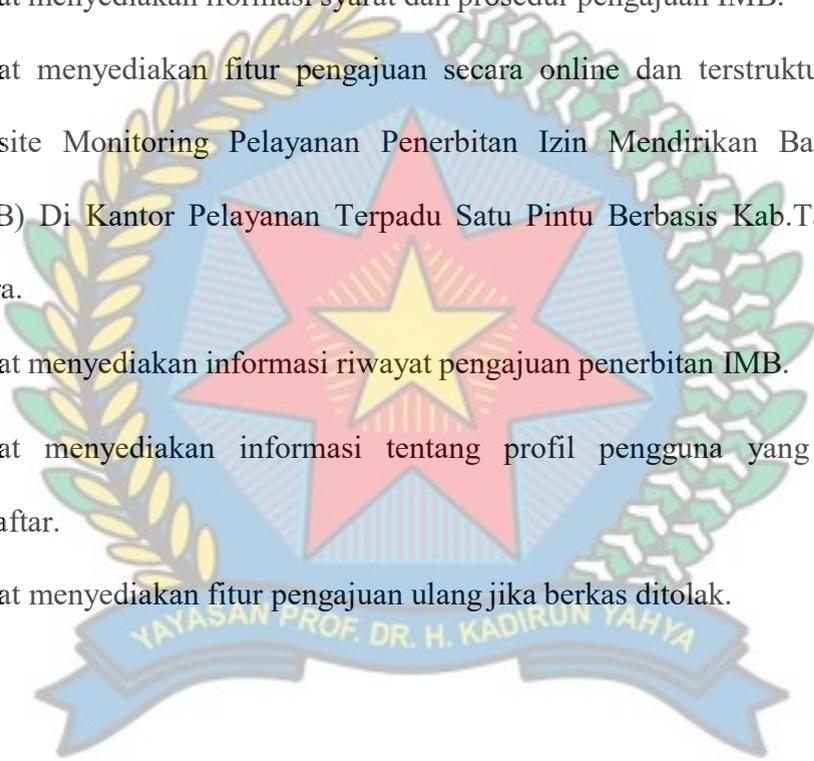 at menyediakan iformasi syarat dan prosedur pengajuan IMB.
at menyediakan fitur pengajuan secara online dan terstruktu
site Monitoring Pelayanan Penerbitan Izin Mendirikan Ba
B) Di Kantor Pelayanan Terpadu Satu Pintu Berbasis Kab.T
a.
at menyediakan informasi riwayat pengajuan penerbitan IMB.
at menyediakan informasi tentang profil pengguna yang
aftar.
at menyediakan fitur pengajuan ulang jika berkas ditolak.
YAYASAN PROF. DR. H. KADIRUN YAHYA